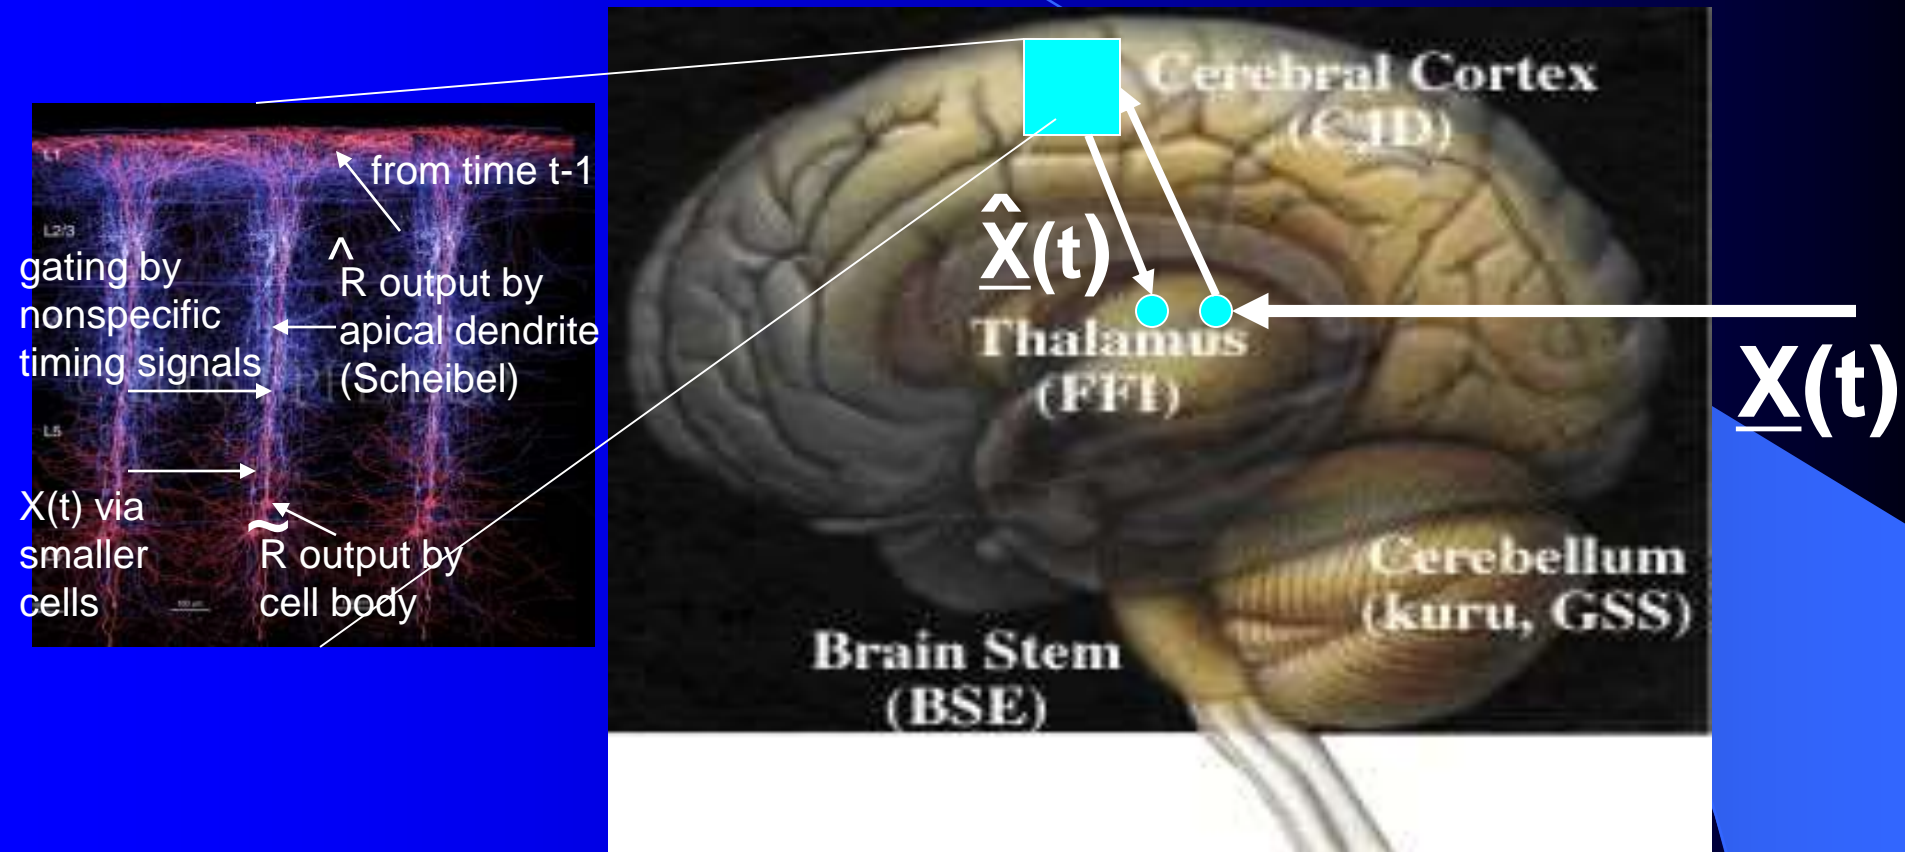 L1
from time t-1
L2/3
gating by
nonspecific
timing signals
^
R output by
apical dendrite
(Scheibel)
L5
X(t) via
smaller
cells
~
R output by
cell body
Cerebral Cortex
(CJD)
^
X(t)
Thalamus
(FFI)
X(t)
Cerebellum
(kuru, GSS)
Brain Stem
(BSE)